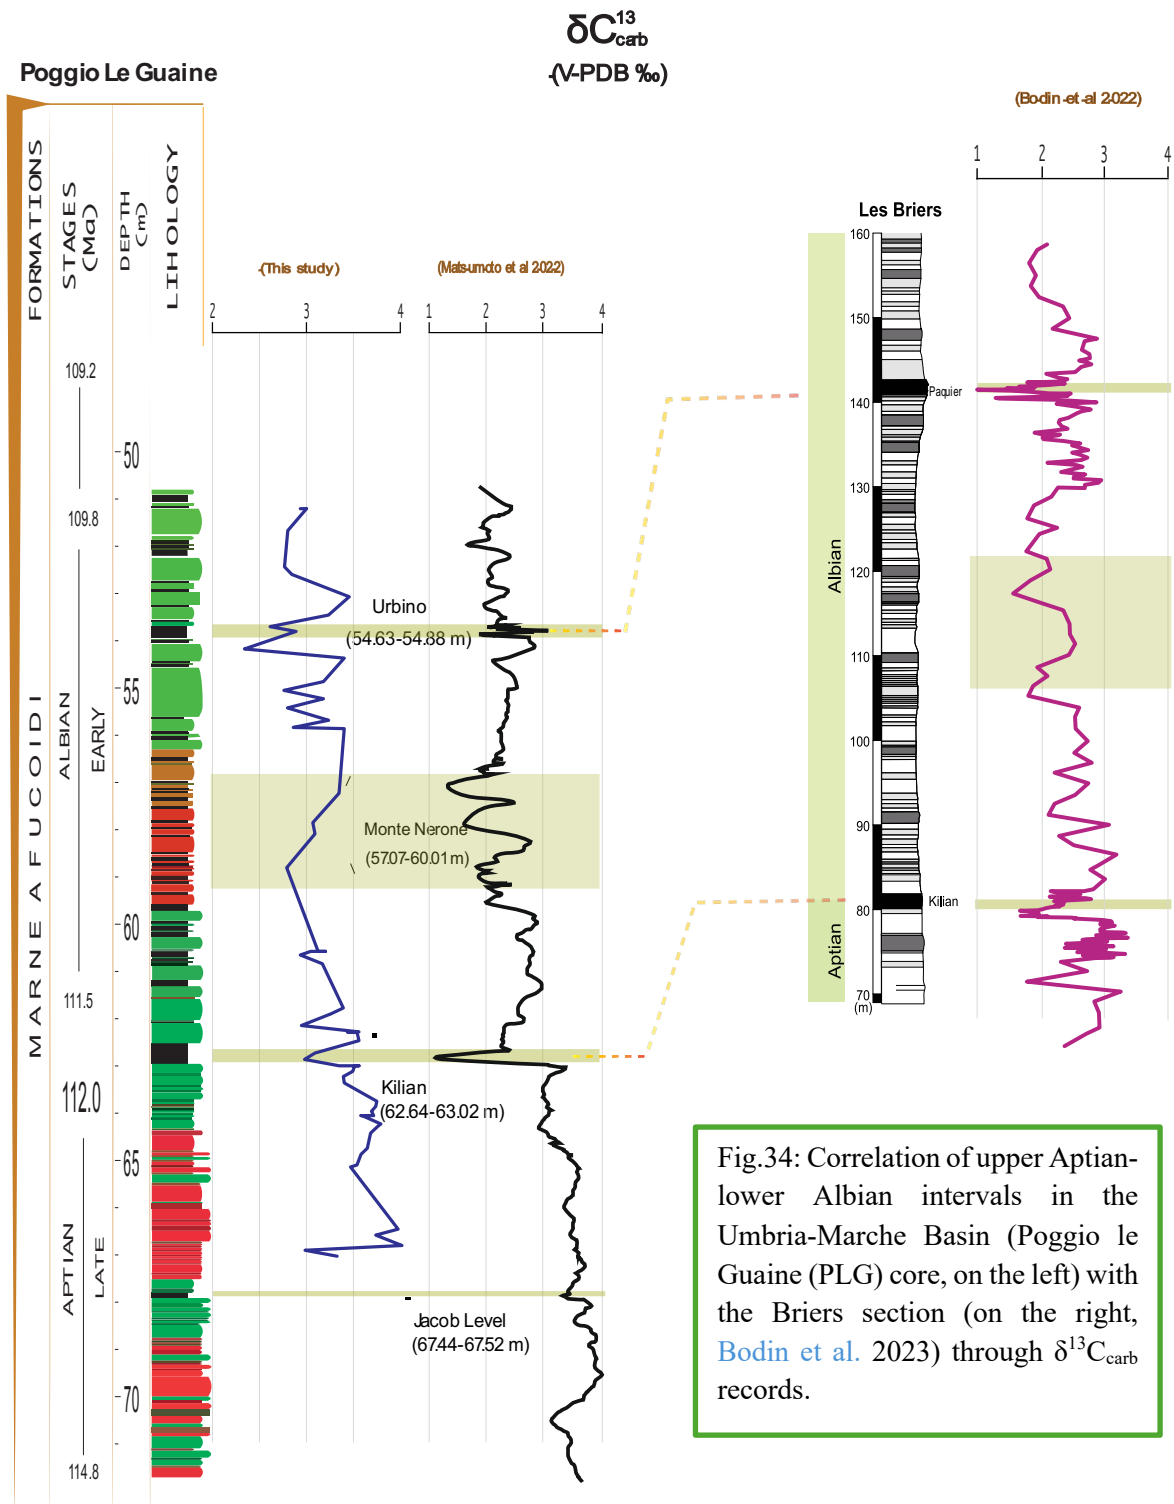 δC¹³carb
(V-PDB ‰)
Poggio Le Guaine
(Bodin et al 2022)
FORMATIONS
STAGES
(Ma)
DEPTH
(m)
LIHOLOGY
(This study)
(Matsumoto et al 2022)
2 3 4
1 2 3 4
1 2 3 4
Les Briers
109.2
109.8
111.5
112.0
114.8
50
55
60
65
70
MARNE A FUCOIDI
ALBIAN
EARLY
APTIAN
LATE
Urbino
(54.63-54.88 m)
Monte Nerone
(57.07-60.01 m)
Kilian
(62.64-63.02 m)
Jacob Level
(67.44-67.52 m)
Albian
Aptian
160
150
140
130
120
110
100
90
80
70
(m)
Paquier
Kilian
Fig.34: Correlation of upper Aptian-
lower Albian intervals in the
Umbria-Marche Basin (Poggio le
Guaine (PLG) core, on the left) with
the Briers section (on the right,
Bodin et al. 2023) through δ¹³Ccarb
records.